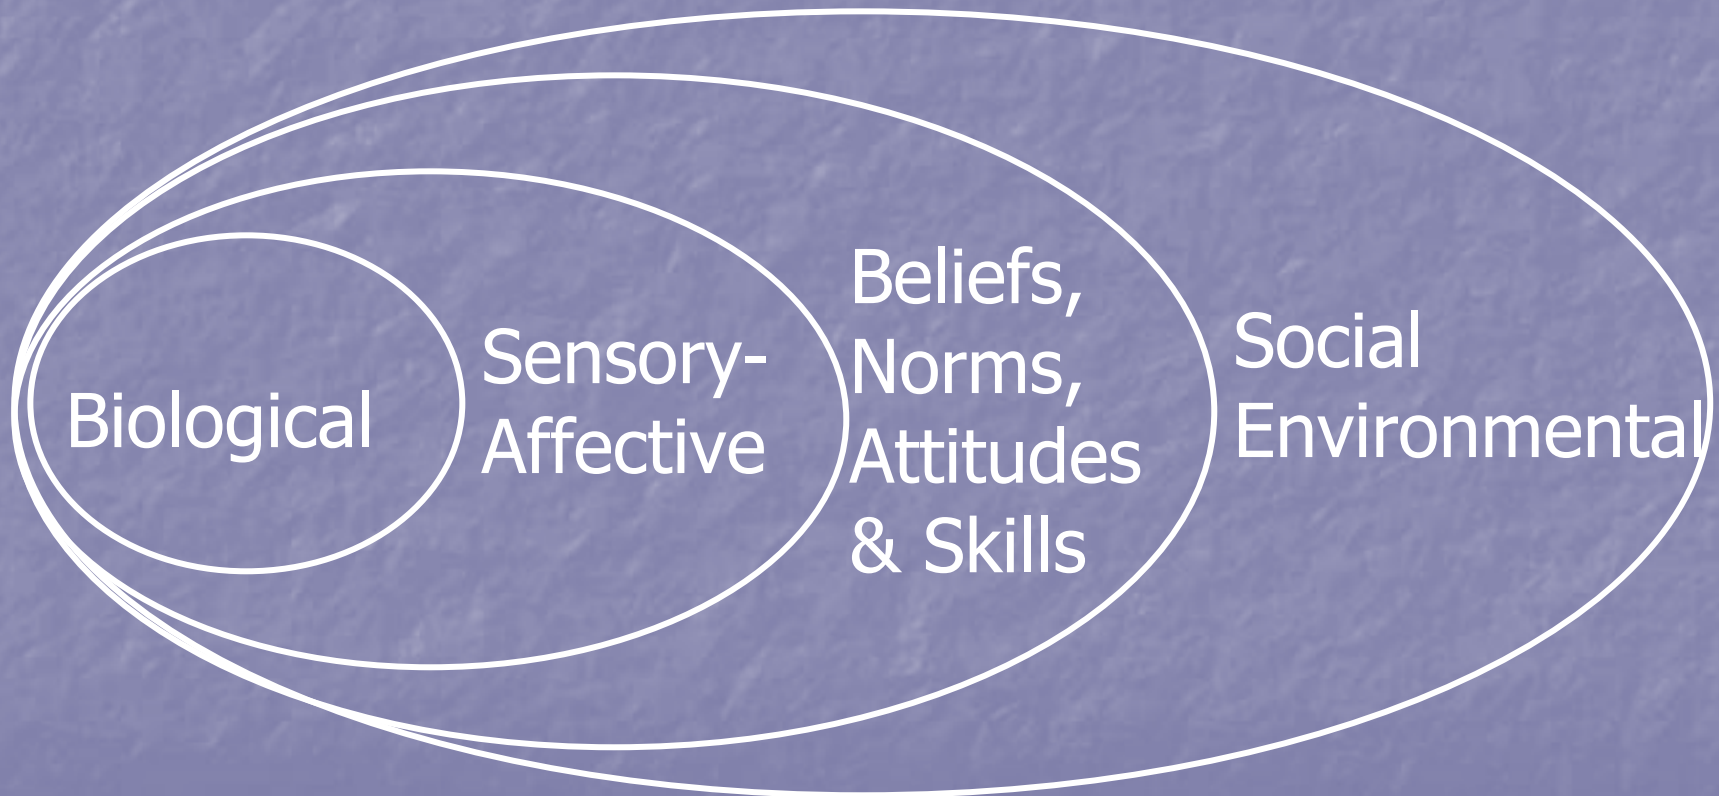 Biological
Sensory-
Affective
Beliefs,
Norms,
Attitudes
& Skills
Social
Environmental